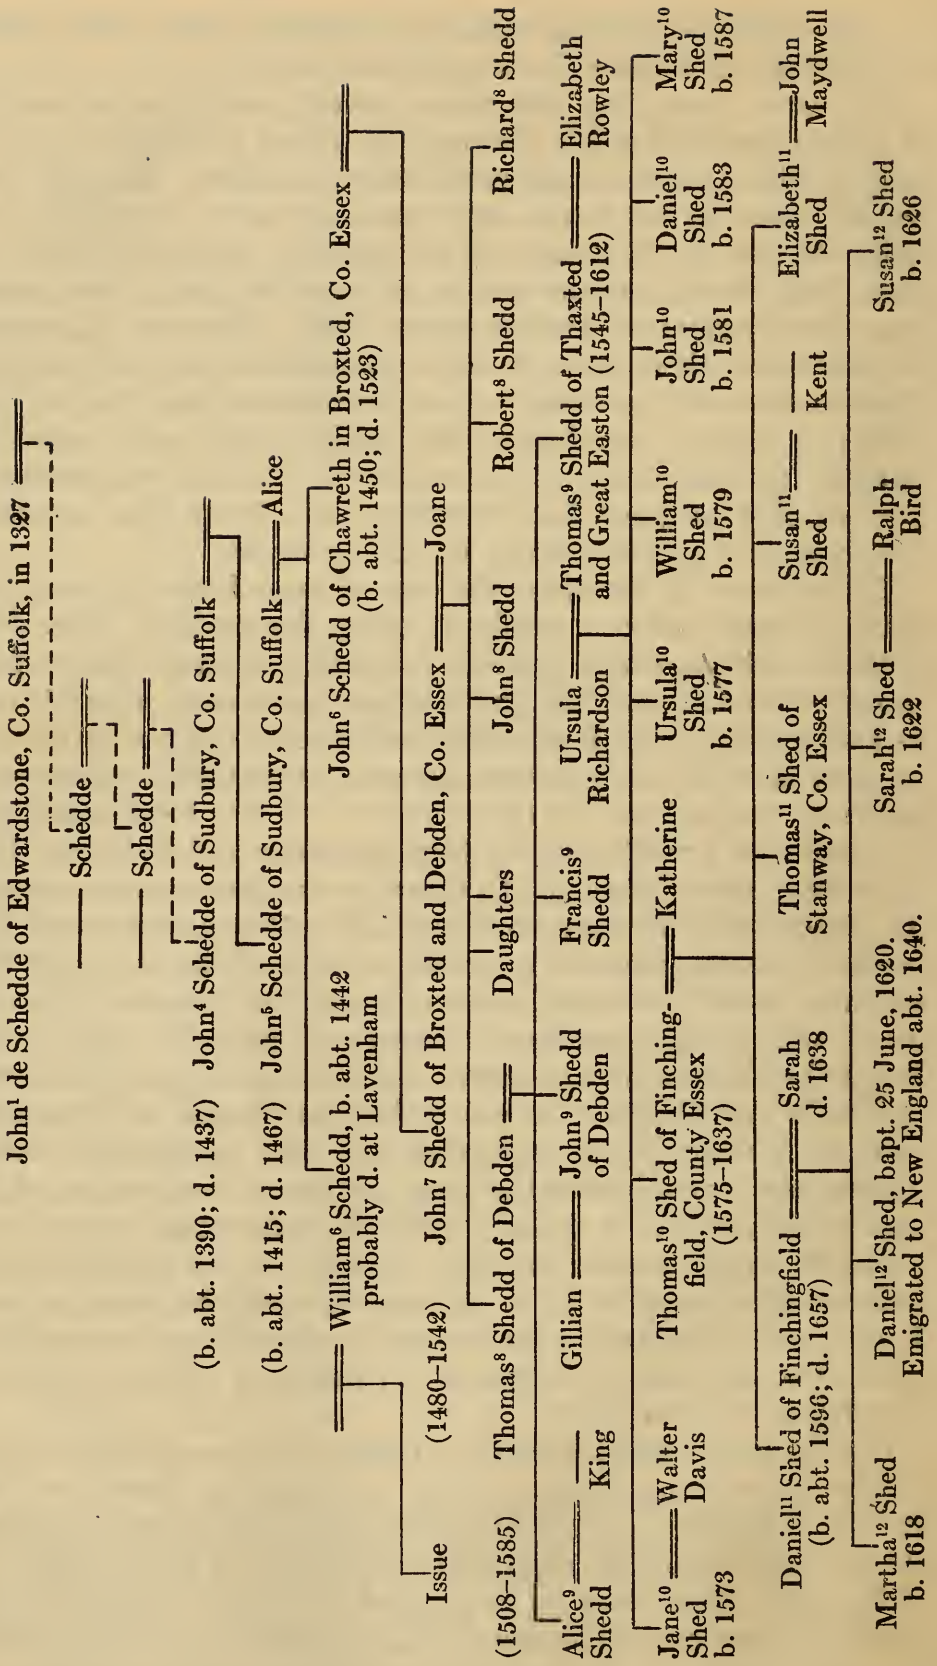 John¹ de Schedde of Edwardstone, Co. Suffolk, in 1327
Schedde
Schedde
(b. abt. 1390; d. 1437) John⁴ Schedde of Sudbury, Co. Suffolk
(b. abt. 1415; d. 1467) John⁵ Schedde of Sudbury, Co. Suffolk Alice
William⁶ Schedd, b. abt. 1442
probably d. at Lavenham
John⁶ Schedd of Chawreth in Broxted, Co. Essex
(b. abt. 1450; d. 1523)
Issue
(1480–1542) John⁷ Shedd of Broxted and Debden, Co. Essex Joane
(1508–1585) Thomas⁸ Shedd of Debden
Daughters
John⁸ Shedd
Robert⁸ Shedd
Richard⁸ Shedd
Alice⁹
Shedd
King
Gillian
John⁹ Shedd
of Debden
Francis⁹
Shedd
Ursula
Richardson
Thomas⁹ Shedd of Thaxted
and Great Easton (1545–1612)
Elizabeth
Rowley
Jane¹⁰
Shed
b. 1573
Walter
Davis
Thomas¹⁰ Shed of Finching-
field, County Essex
(1575–1637)
Katherine
Ursula¹⁰
Shed
b. 1577
William¹⁰
Shed
b. 1579
John¹⁰
Shed
b. 1581
Daniel¹⁰
Shed
b. 1583
Mary¹⁰
Shed
b. 1587
Daniel¹¹ Shed of Finchingfield
(b. abt. 1596; d. 1657)
Sarah
d. 1638
Thomas¹¹ Shed of
Stanway, Co. Essex
Susan¹¹
Shed
Kent
Elizabeth¹¹
Shed
John
Maydwell
Martha¹² Shed
b. 1618
Daniel¹² Shed, bapt. 25 June, 1620.
Emigrated to New England abt. 1640.
Sarah¹² Shed
b. 1622
Ralph
Bird
Susan¹² Shed
b. 1626